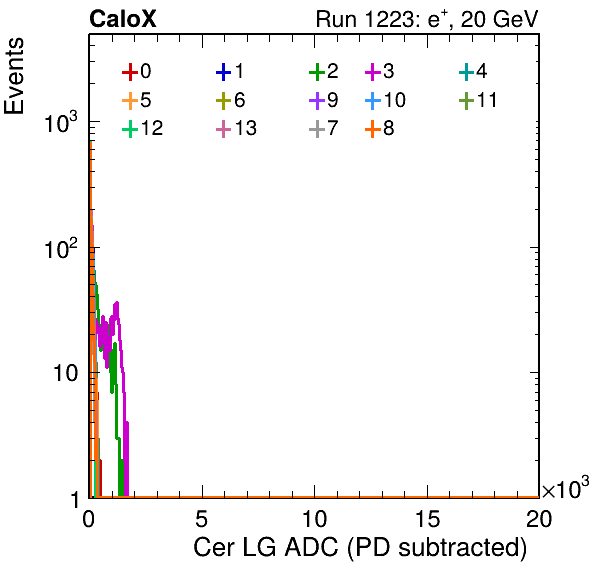 CaloX Run 1223: e⁺, 20 GeV
Events
0 1 2 3 4
5 6 9 10 11
12 13 7 8
10³
10²
10
1
0 5 10 15 20
×10³
Cer LG ADC (PD subtracted)